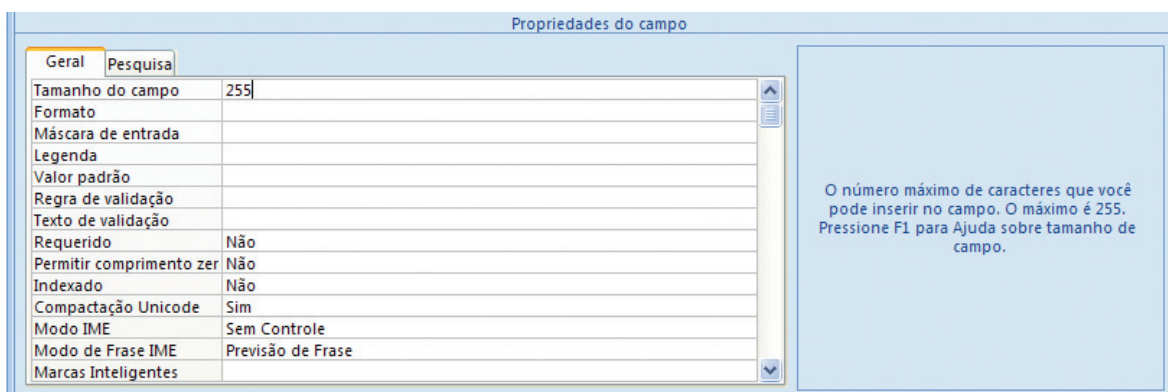 Propriedades do campo
Geral Pesquisa
Tamanho do campo 255
Formato
Máscara de entrada
Legenda
Valor padrão
Regra de validação
Texto de validação
Requerido Não
Permitir comprimento zer Não
Indexado Não
Compactação Unicode Sim
Modo IME Sem Controle
Modo de Frase IME Previsão de Frase
Marcas Inteligentes
O número máximo de caracteres que você
pode inserir no campo. O máximo é 255.
Pressione F1 para Ajuda sobre tamanho de
campo.